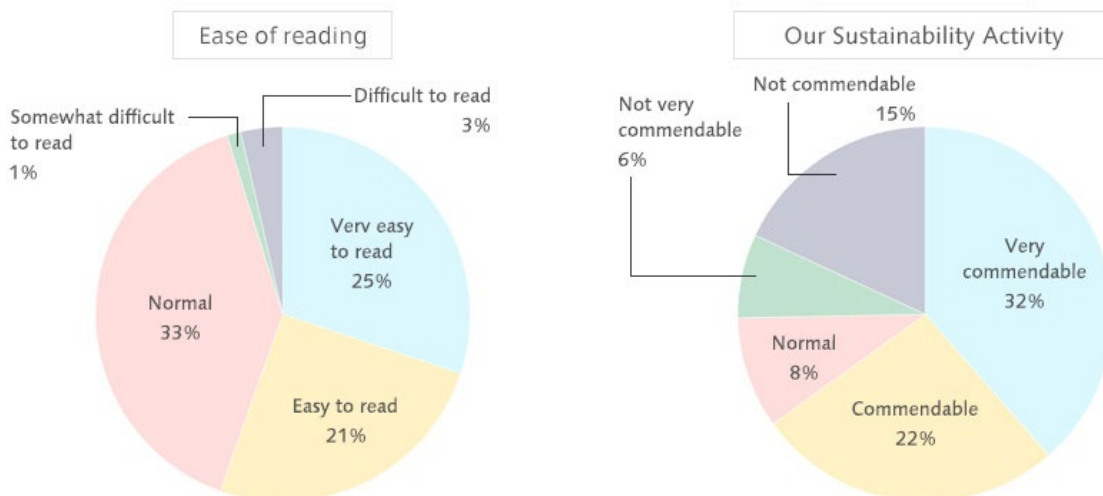 Ease of reading
Difficult to read
3%
Somewhat difficult
to read
1%
Verv easy
to read
25%
Normal
33%
Easy to read
21%
Our Sustainability Activity
Not commendable
15%
Not very
commendable
6%
Very
commendable
32%
Normal
8%
Commendable
22%